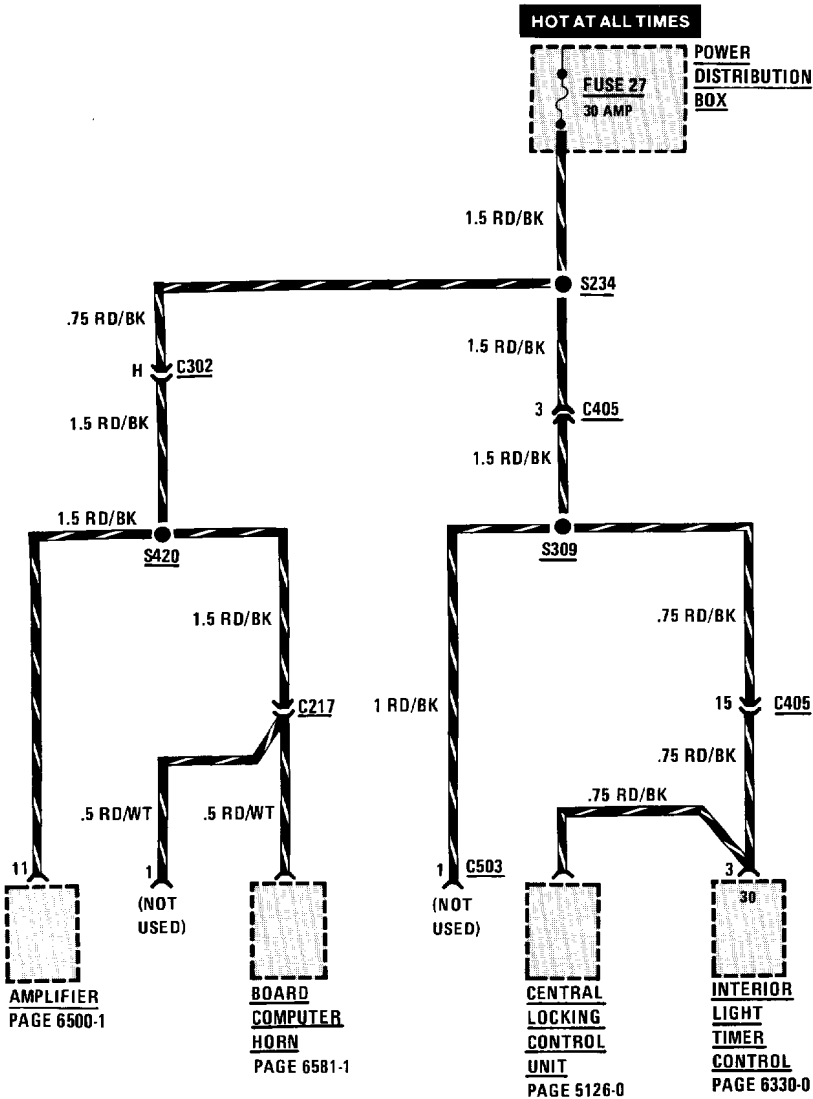 HOT AT ALL TIMES
POWER
DISTRIBUTION
BOX
FUSE 27
30 AMP
1.5 RD/BK
S234
.75 RD/BK
1.5 RD/BK
H
C302
3
C405
1.5 RD/BK
1.5 RD/BK
1.5 RD/BK
S420
S309
1.5 RD/BK
.75 RD/BK
C217
1 RD/BK
15
C405
.75 RD/BK
.75 RD/BK
.5 RD/WT
.5 RD/WT
11
1
1
C503
3
(NOT
USED)
(NOT
USED)
30
AMPLIFIER
PAGE 6500-1
BOARD
COMPUTER
HORN
PAGE 6581-1
CENTRAL
LOCKING
CONTROL
UNIT
PAGE 5126-0
INTERIOR
LIGHT
TIMER
CONTROL
PAGE 6330-0